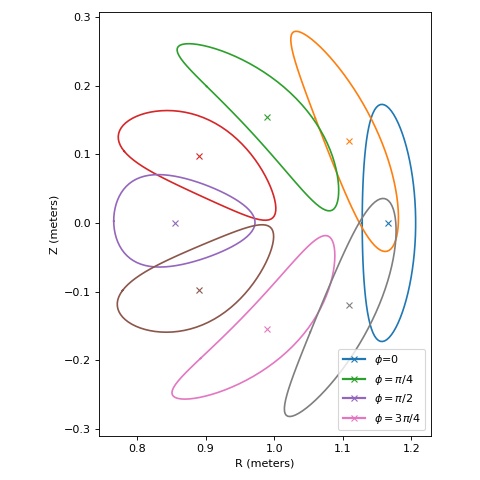 0.3
0.2
0.1
0.0
−0.1
−0.2
−0.3
Z (meters)
ϕ=0
ϕ = π/4
ϕ = π/2
ϕ = 3π/4
0.8 0.9 1.0 1.1 1.2
R (meters)